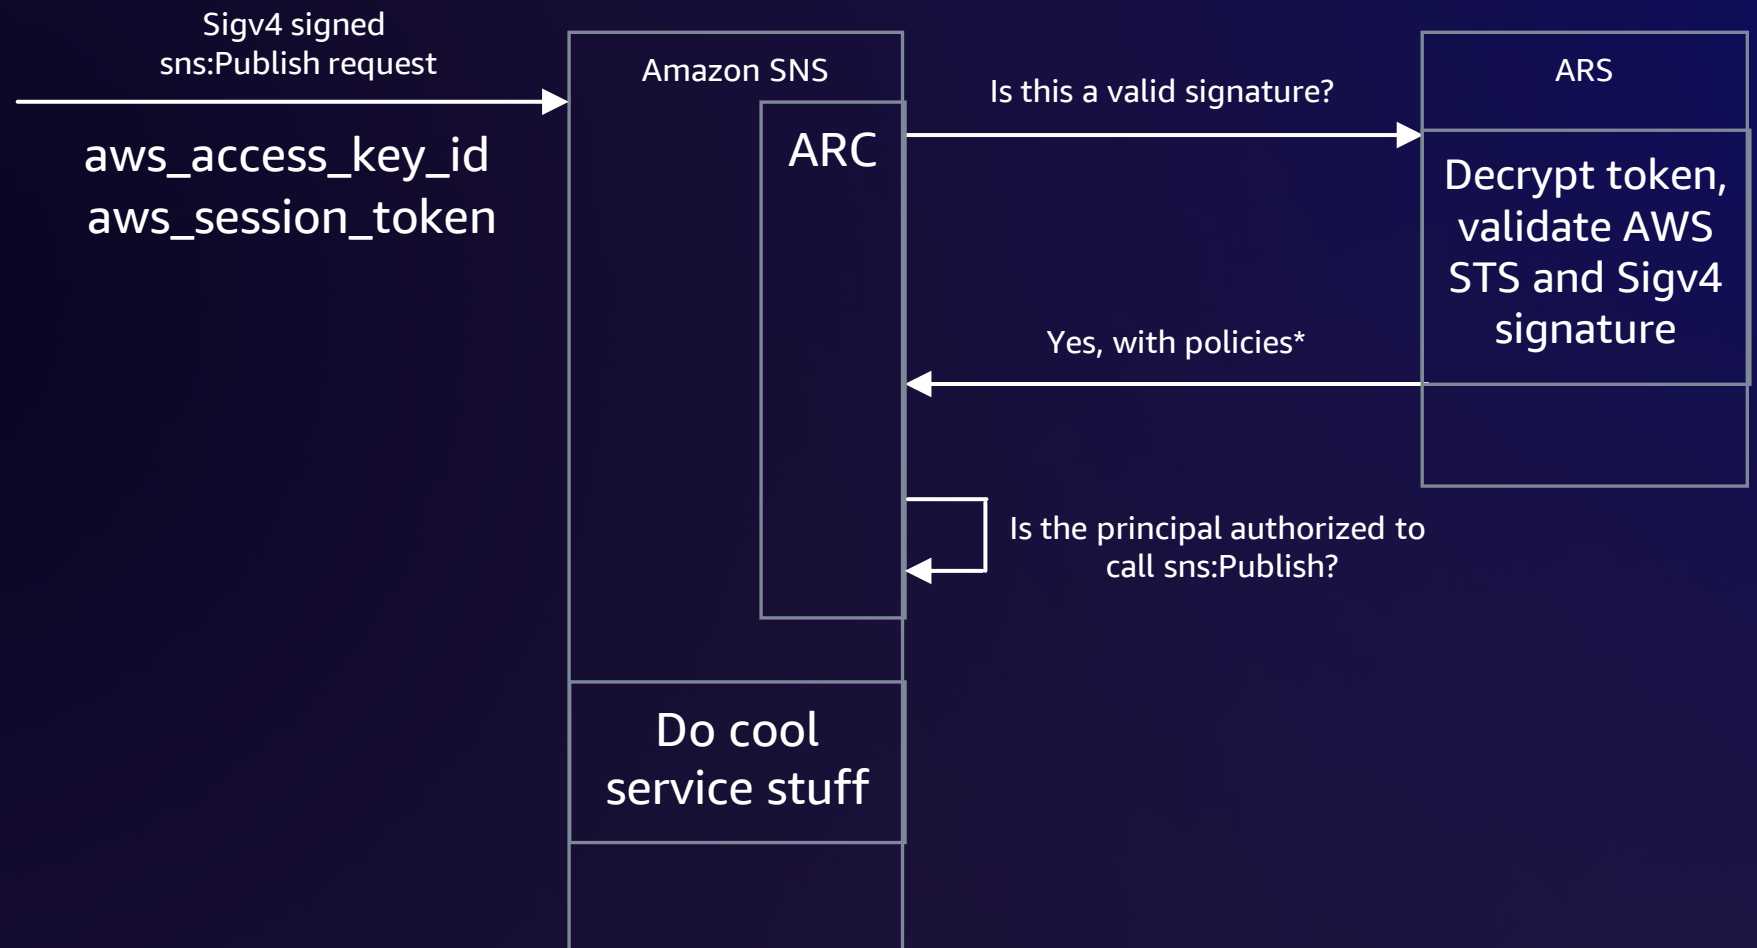 Sigv4 signed
sns:Publish request
aws_access_key_id
aws_session_token
Amazon SNS
ARC
Is this a valid signature?
ARS
Decrypt token,
validate AWS
STS and Sigv4
signature
Yes, with policies*
Is the principal authorized to
call sns:Publish?
Do cool
service stuff